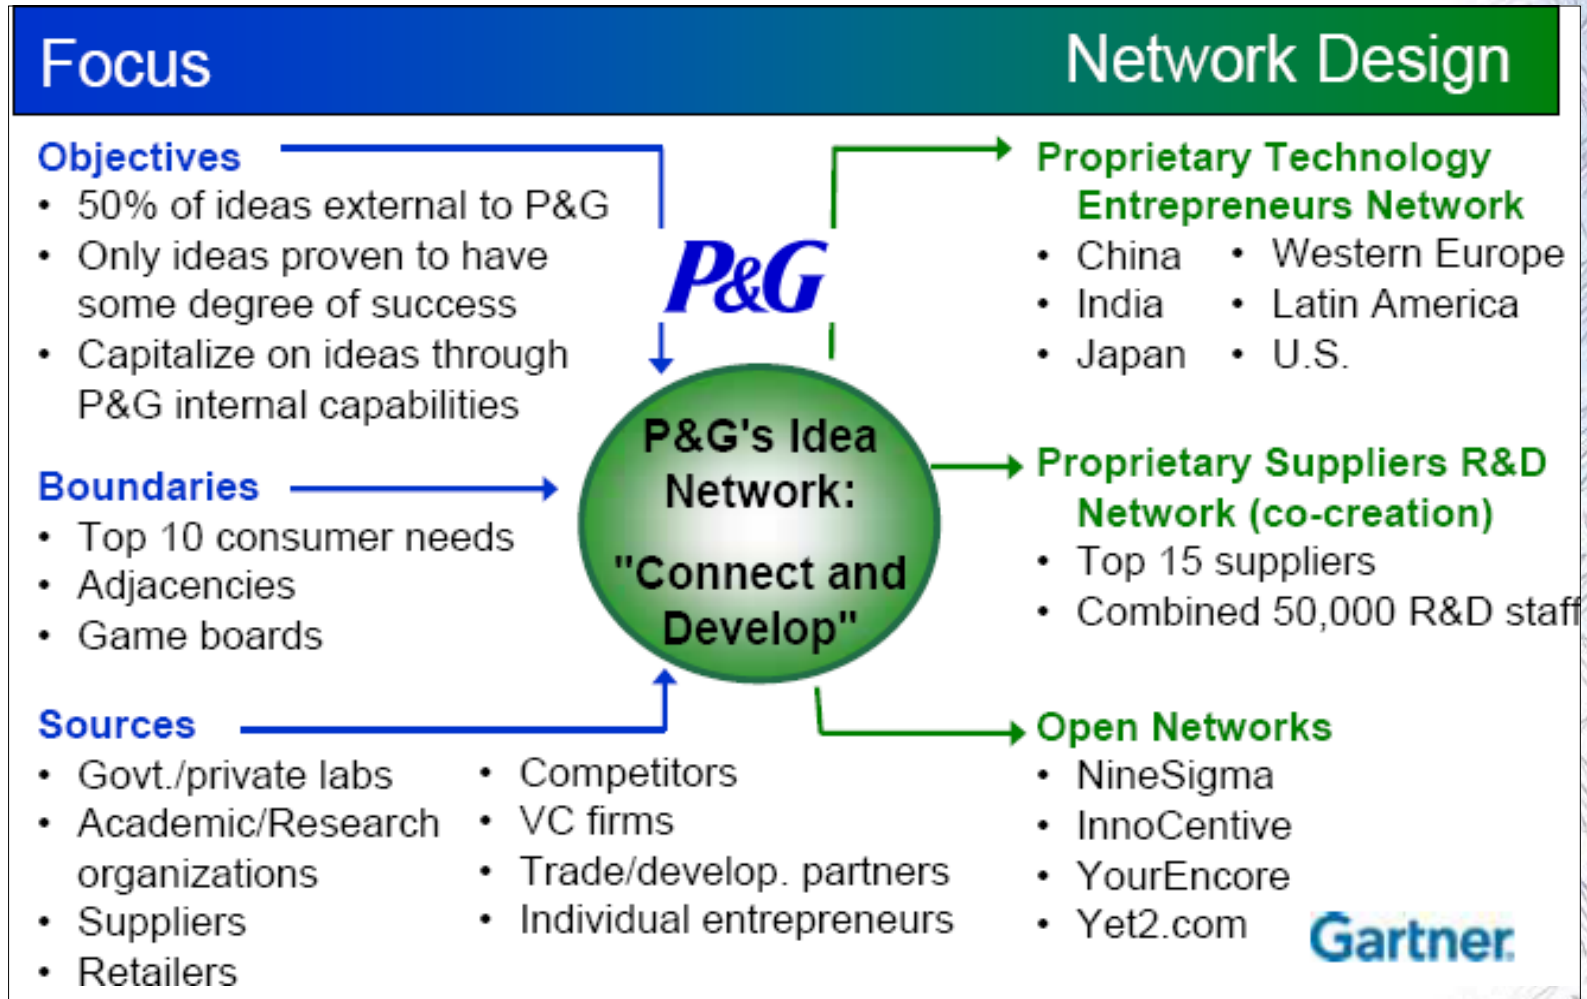 Focus
Network Design
Objectives
• 50% of ideas external to P&G
• Only ideas proven to have
some degree of success
• Capitalize on ideas through
P&G internal capabilities
Boundaries
• Top 10 consumer needs
• Adjacencies
• Game boards
Sources
• Govt./private labs
• Academic/Research
organizations
• Suppliers
• Retailers
• Competitors
• VC firms
• Trade/develop. partners
• Individual entrepreneurs
P&G
P&G's Idea
Network:
"Connect and
Develop"
Proprietary Technology
Entrepreneurs Network
• China
• India
• Japan
• Western Europe
• Latin America
• U.S.
Proprietary Suppliers R&D
Network (co-creation)
• Top 15 suppliers
• Combined 50,000 R&D staff
Open Networks
• NineSigma
• InnoCentive
• YourEncore
• Yet2.com
Gartner